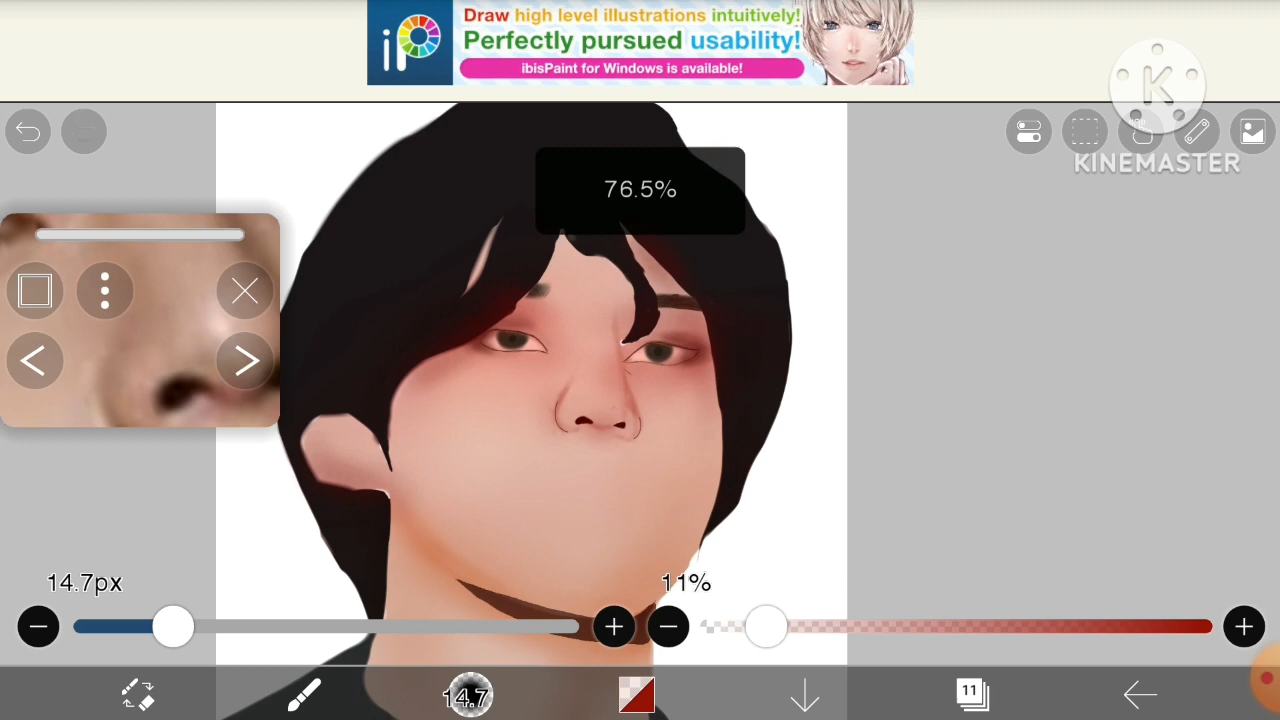 Draw high level illustrations intuitively!
iP
Perfectly pursued usability!
ibisPaint for Windows is available!
K
KINEMASTER
76.5%
14.7px
11%
14.7
11